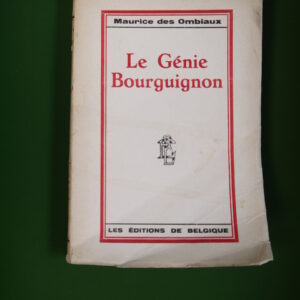 Maurice des Ombiaux
Le Génie
Bourguignon
LES ÉDITIONS DE BELGIQUE